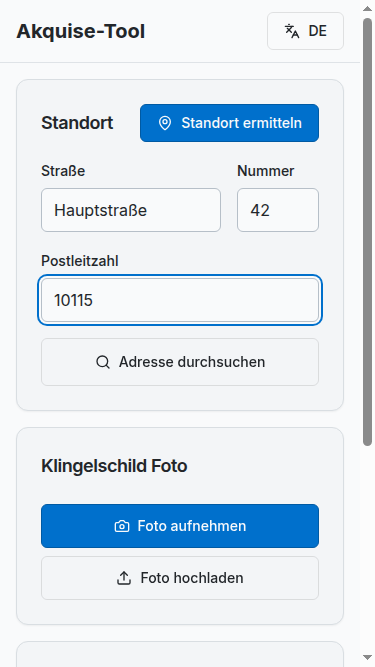 Akquise-Tool
DE
Standort
Standort ermitteln
Straße
Nummer
Hauptstraße
42
Postleitzahl
10115
Adresse durchsuchen
Klingelschild Foto
Foto aufnehmen
Foto hochladen